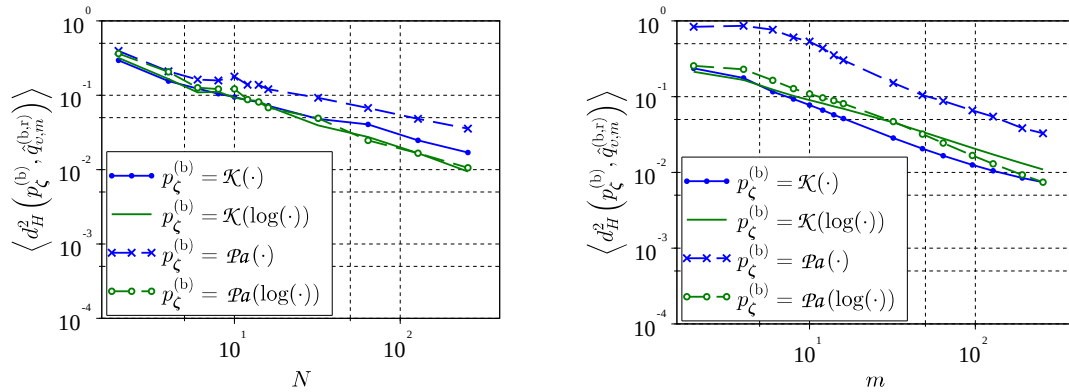 10^0
10^-1
10^-2
10^-3
10^-4
⟨d_H^2 (p_ζ^(b), q̂_{υ,m}^(b,r))⟩
p_ζ^(b) = 𝒦(·)
p_ζ^(b) = 𝒦(log(·))
p_ζ^(b) = 𝒫𝒶(·)
p_ζ^(b) = 𝒫𝒶(log(·))
10^1
10^2
N
10^0
10^-1
10^-2
10^-3
10^-4
⟨d_H^2 (p_ζ^(b), q̂_{υ,m}^(b,r))⟩
p_ζ^(b) = 𝒦(·)
p_ζ^(b) = 𝒦(log(·))
p_ζ^(b) = 𝒫𝒶(·)
p_ζ^(b) = 𝒫𝒶(log(·))
10^1
10^2
m